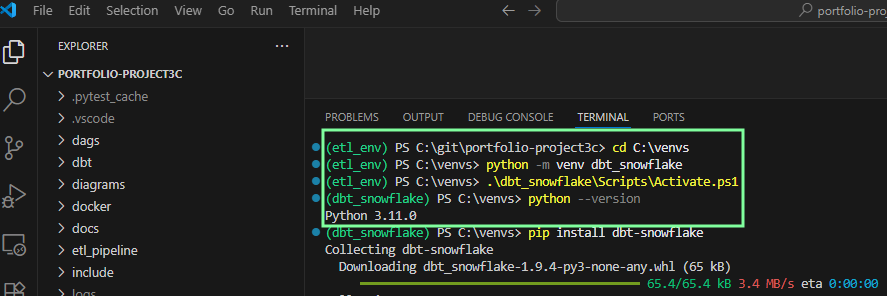 File Edit Selection View Go Run Terminal Help
portfolio-proj
EXPLORER
PORTFOLIO-PROJECT3C
.pytest_cache
.vscode
dags
dbt
diagrams
docker
docs
etl_pipeline
include
logs
PROBLEMS OUTPUT DEBUG CONSOLE TERMINAL PORTS
(etl_env) PS C:\git\portfolio-project3c> cd C:\venvs
(etl_env) PS C:\venvs> python -m venv dbt_snowflake
(etl_env) PS C:\venvs> .\dbt_snowflake\Scripts\Activate.ps1
(dbt_snowflake) PS C:\venvs> python --version
Python 3.11.0
(dbt_snowflake) PS C:\venvs> pip install dbt-snowflake
Collecting dbt-snowflake
Downloading dbt_snowflake-1.9.4-py3-none-any.whl (65 kB)
65.4/65.4 kB 3.4 MB/s eta 0:00:00